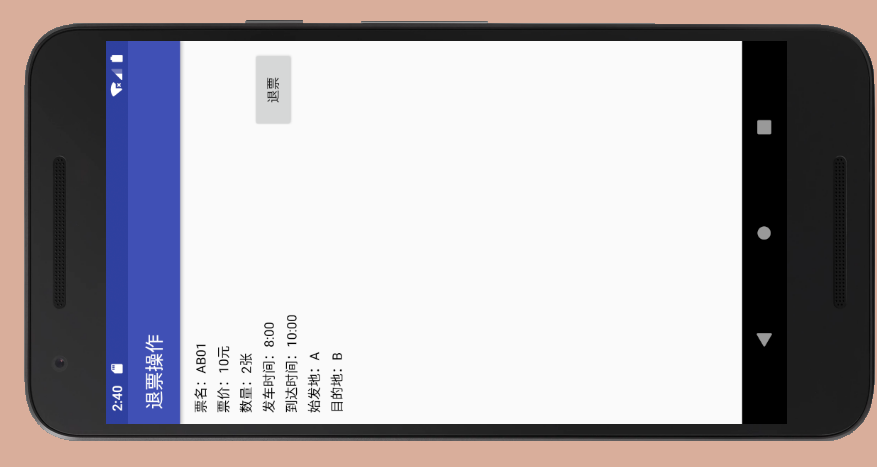 2:40
退票操作
票名：AB01
票价：10元
数量：2张
发车时间：8:00
到达时间：10:00
始发地：A
目的地：B
退票